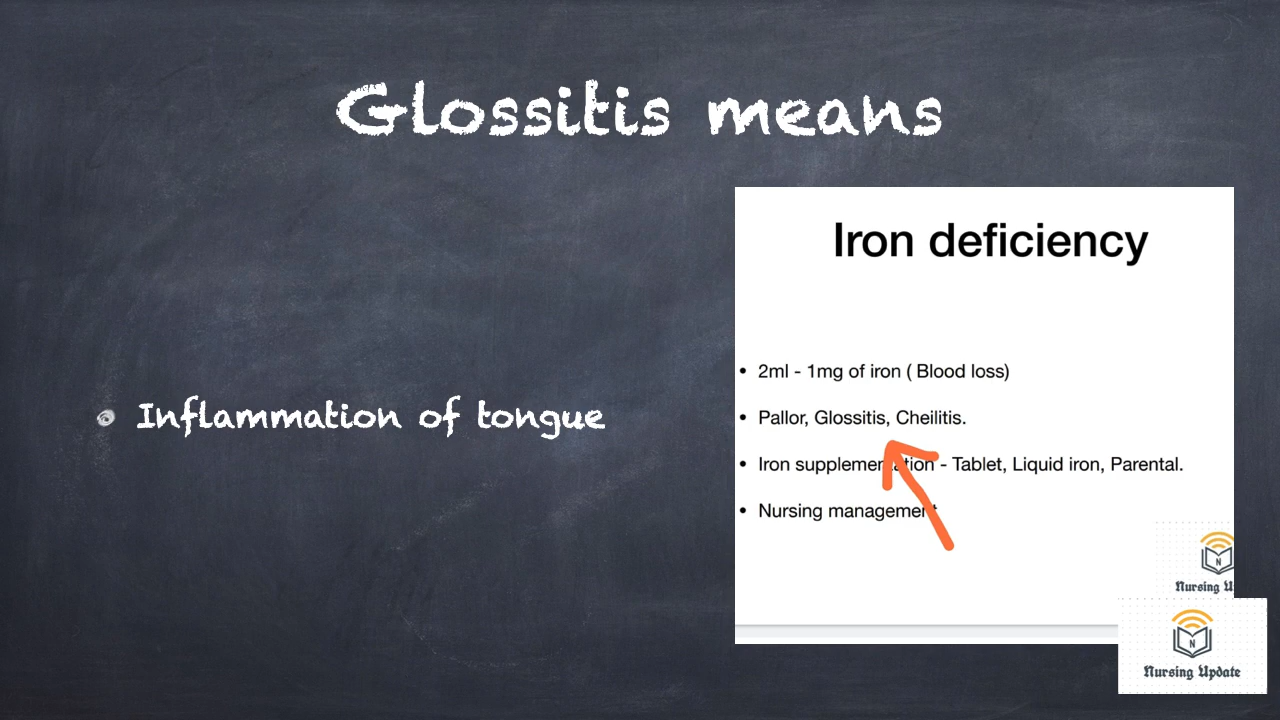 Glossitis means
Inflammation of tongue
Iron deficiency
2ml - 1mg of iron ( Blood loss)
Pallor, Glossitis, Cheilitis.
Iron supplementation - Tablet, Liquid iron, Parental.
Nursing management
N
Nursing U
N
Nursing Update